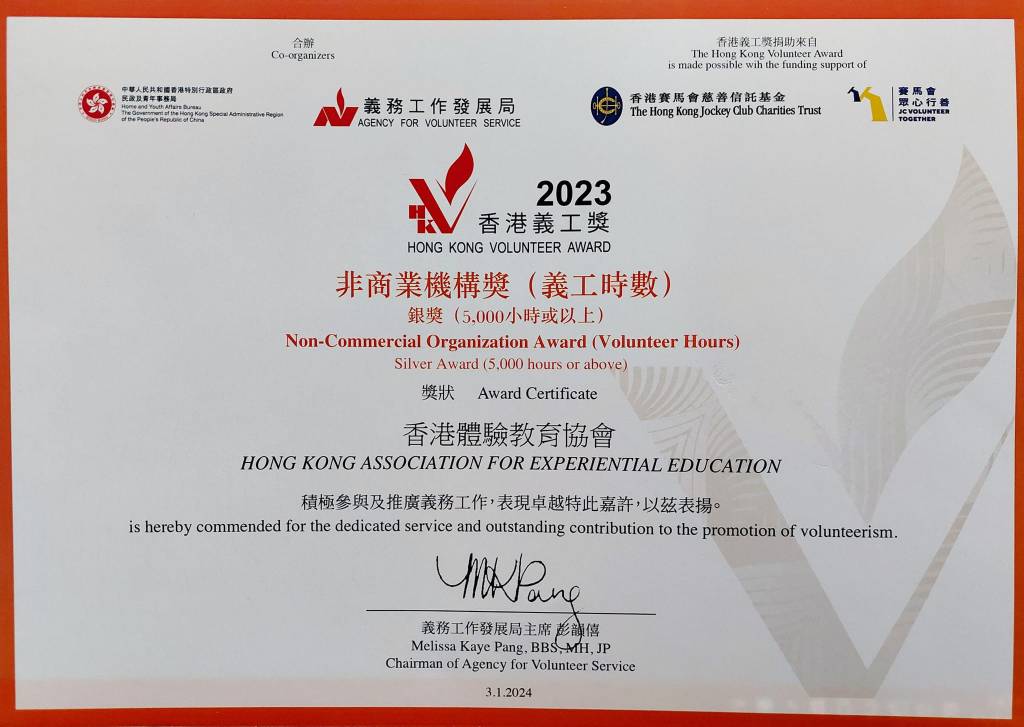 合辦
Co-organizers
香港義工獎捐助來自
The Hong Kong Volunteer Award
is made possible wih the funding support of
中華人民共和國香港特別行政區政府
民政及青年事務局
Home and Youth Affairs Bureau
The Government of the Hong Kong Special Administrative Region
of the People's Republic of China
義務工作發展局
AGENCY FOR VOLUNTEER SERVICE
香港賽馬會慈善信託基金
The Hong Kong Jockey Club Charities Trust
賽馬會
眾心行善
JC VOLUNTEER
TOGETHER
HK
2023
香港義工獎
HONG KONG VOLUNTEER AWARD
非商業機構獎（義工時數）
銀獎（5,000小時或以上）
Non-Commercial Organization Award (Volunteer Hours)
Silver Award (5,000 hours or above)
獎狀 Award Certificate
香港體驗教育協會
HONG KONG ASSOCIATION FOR EXPERIENTIAL EDUCATION
積極參與及推廣義務工作，表現卓越特此嘉許，以茲表揚。
is hereby commended for the dedicated service and outstanding contribution to the promotion of volunteerism.
MKPang
義務工作發展局主席 彭韻僖
Melissa Kaye Pang, BBS, MH, JP
Chairman of Agency for Volunteer Service
3.1.2024